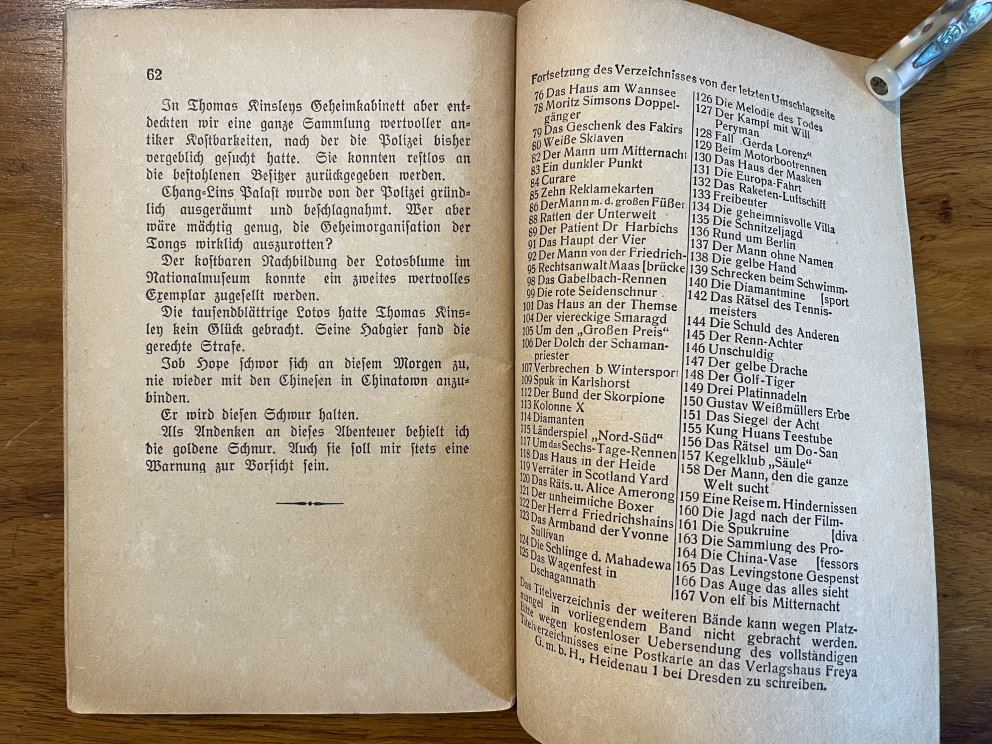 62
In Thomas Kinsleys Geheimkabinett aber ent-
deckten wir eine ganze Sammlung wertvoller an-
tiker Kostbarkeiten, nach der die Polizei bisher
vergeblich gesucht hatte. Sie konnten restlos an
die bestohlenen Besitzer zurückgegeben werden.
Chang-Lins Palast wurde von der Polizei gründ-
lich ausgeräumt und beschlagnahmt. Wer aber
wäre mächtig genug, die Geheimorganisation der
Tongs wirklich auszurotten?
Der kostbaren Nachbildung der Lotosblume im
Nationalmuseum konnte ein zweites wertvolles
Exemplar zugesellt werden.
Die tausendblättrige Lotos hatte Thomas Kins-
ley kein Glück gebracht. Seine Habgier fand die
gerechte Strafe.
Job Hope schwor sich an diesem Morgen zu,
nie wieder mit den Chinesen in Chinatown anzu-
binden.
Er wird diesen Schwur halten.
Als Andenken an dieses Abenteuer behielt ich
die goldene Schnur. Auch sie soll mir stets eine
Warnung zur Vorsicht sein.
Fortsetzung des Verzeichnisses von der letzten Umschlagseite
76 Das Haus am Wannsee
78 Moritz Simsons Doppel-
gänger
79 Das Geschenk des Fakirs
80 Weiße Sklaven
82 Der Mann um Mitternacht
83 Ein dunkler Punkt
84 Curare
85 Zehn Reklamekarten
86 Der Mann m. d. großen Füßen
88 Ratten der Unterwelt
89 Der Patient Dr Harbichs
91 Das Haupt der Vier
92 Der Mann von der Friedrich-
95 Rechtsanwalt Maas [brücke
98 Das Gabelbach-Rennen
99 Die rote Seidenschnur
101 Das Haus an der Themse
104 Der viereckige Smaragd
105 Um den „Großen Preis“
106 Der Dolch der Schaman-
priester
107 Verbrechen b Wintersport
109 Spuk in Karlshorst
112 Der Bund der Skorpione
113 Kolonne X
114 Diamanten
115 Länderspiel „Nord-Süd“
117 Um das Sechs-Tage-Rennen
118 Das Haus in der Heide
119 Verräter in Scotland Yard
120 Das Räts. u. Alice Amerong
121 Der unheimliche Boxer
122 Der Herr d Friedrichshains
123 Das Armband der Yvonne
Sullivan
124 Die Schlinge d. Mahadewa
125 Das Wagenfest in
Dschagannath
126 Die Melodie des Todes
127 Der Kampf mit Will
Peryman
128 Fall „Gerda Lorenz“
129 Beim Motorbootrennen
130 Das Haus der Masken
131 Die Europa-Fahrt
132 Das Raketen-Luftschiff
133 Freibeuter
134 Die geheimnisvolle Villa
135 Die Schnitzeljagd
136 Rund um Berlin
137 Der Mann ohne Namen
138 Die gelbe Hand
139 Schrecken beim Schwimm-
140 Die Diamantmine [sport
142 Das Rätsel des Tennis-
meisters
144 Die Schuld des Anderen
145 Der Renn-Achter
146 Unschuldig
147 Der gelbe Drache
148 Der Golf-Tiger
149 Drei Platinnadeln
150 Gustav Weißmüllers Erbe
151 Das Siegel der Acht
155 Kung Huans Teestube
156 Das Rätsel um Do-San
157 Kegelklub „Säule“
158 Der Mann, den die ganze
Welt sucht
159 Eine Reise m. Hindernissen
160 Die Jagd nach der Film-
161 Die Spukruine [diva
163 Die Sammlung des Pro-
164 Die China-Vase [fessors
165 Das Levingstone Gespenst
166 Das Auge das alles sieht
167 Von elf bis Mitternacht
Das Titelverzeichnis der weiteren Bände kann wegen Platz-
mangel in vorliegendem Band nicht gebracht werden.
Bitte wegen kostenloser Uebersendung des vollständigen
Titelverzeichnisses eine Postkarte an das Verlagshaus Freya
G. m. b. H., Heidenau 1 bei Dresden zu schreiben.